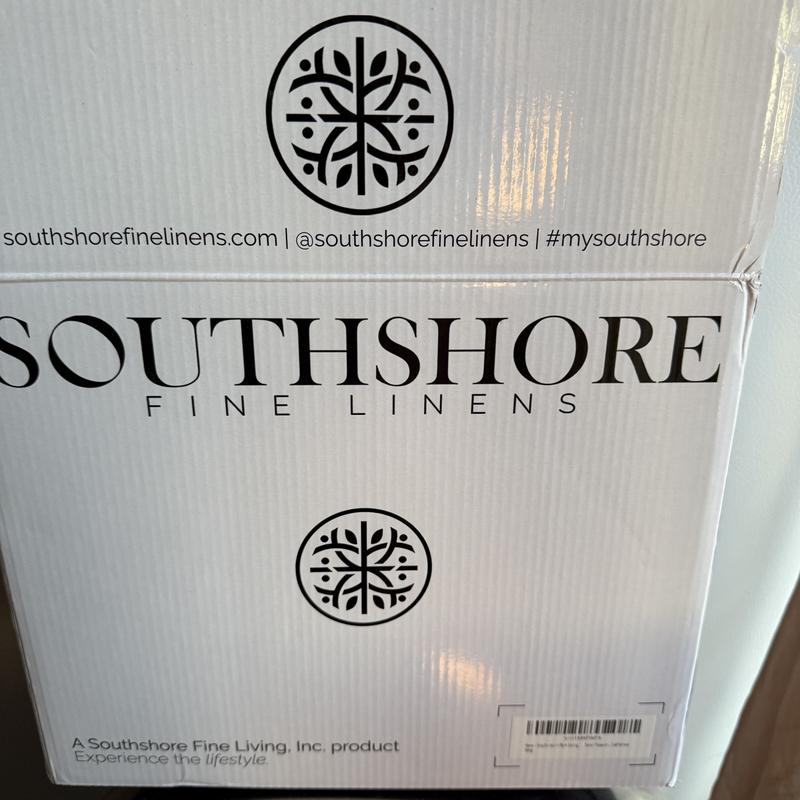 southshorefinelinens.com | @southshorefinelinens | #mysouthshore
SOUTHSHORE
FINE LINENS
A Southshore Fine Living, Inc. product
Experience the lifestyle.